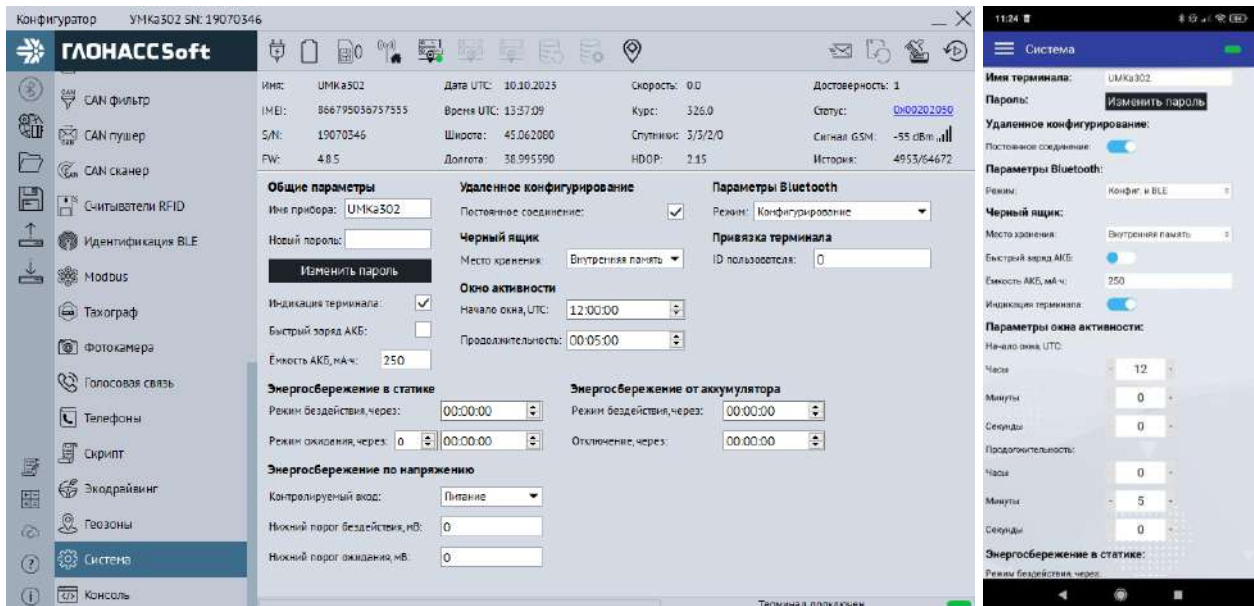 Конфигуратор УМКа302 SN: 19070346
ГЛОНАССSoft
CAN фильтр
CAN пушер
CAN сканер
Считыватели RFID
Идентификация BLE
Modbus
Тахограф
Фотокамера
Голосовая связь
Телефоны
Скрипт
Экодрайвинг
Геозоны
Система
Консоль
Имя: UMKa302 Дата UTC: 10.10.2023 Скорость: 0.0 Достоверность: 1
IMEI: 866795036757555 Время UTC: 13:37:09 Курс: 326.0 Статус: 0x00202050
S/N: 19070346 Широта: 45.062080 Спутники: 3/3/2/0 Сигнал GSM: -55 dBm
FW: 4.8.5 Долгота: 38.995590 HDOP: 2.15 История: 4953/64672
Общие параметры Удаленное конфигурирование Параметры Bluetooth
Имя прибора: UMKa302 Постоянное соединение: Режим: Конфигурирование
Новый пароль: Черный ящик Привязка терминала
Изменить пароль Место хранения: Внутренняя память ID пользователя: 0
Окно активности
Индикация терминала: Начало окна, UTC: 12:00:00
Быстрый заряд АКБ: Продолжительность: 00:05:00
Ёмкость АКБ, мА·ч: 250
Энергосбережение в статике Энергосбережение от аккумулятора
Режим бездействия, через: 00:00:00 Режим бездействия, через: 00:00:00
Режим ожидания, через: 0 00:00:00 Отключение, через: 00:00:00
Энергосбережение по напряжению
Контролируемый вход: Питание
Нижний порог бездействия, мВ: 0
Нижний порог ожидания, мВ: 0
Терминал подключен
11:24
Система
Имя терминала: UMKa302
Пароль: Изменить пароль
Удаленное конфигурирование:
Постоянное соединение:
Параметры Bluetooth:
Режим: Конфиг. и BLE
Черный ящик:
Место хранения: Внутренняя память
Быстрый заряд АКБ:
Ёмкость АКБ, мА·ч: 250
Индикация терминала:
Параметры окна активности:
Начало окна, UTC:
Часы - 12 +
Минуты - 0 +
Секунды - 0 +
Продолжительность:
Часы - 0 +
Минуты - 5 +
Секунды - 0 +
Энергосбережение в статике:
Режим бездействия, через: